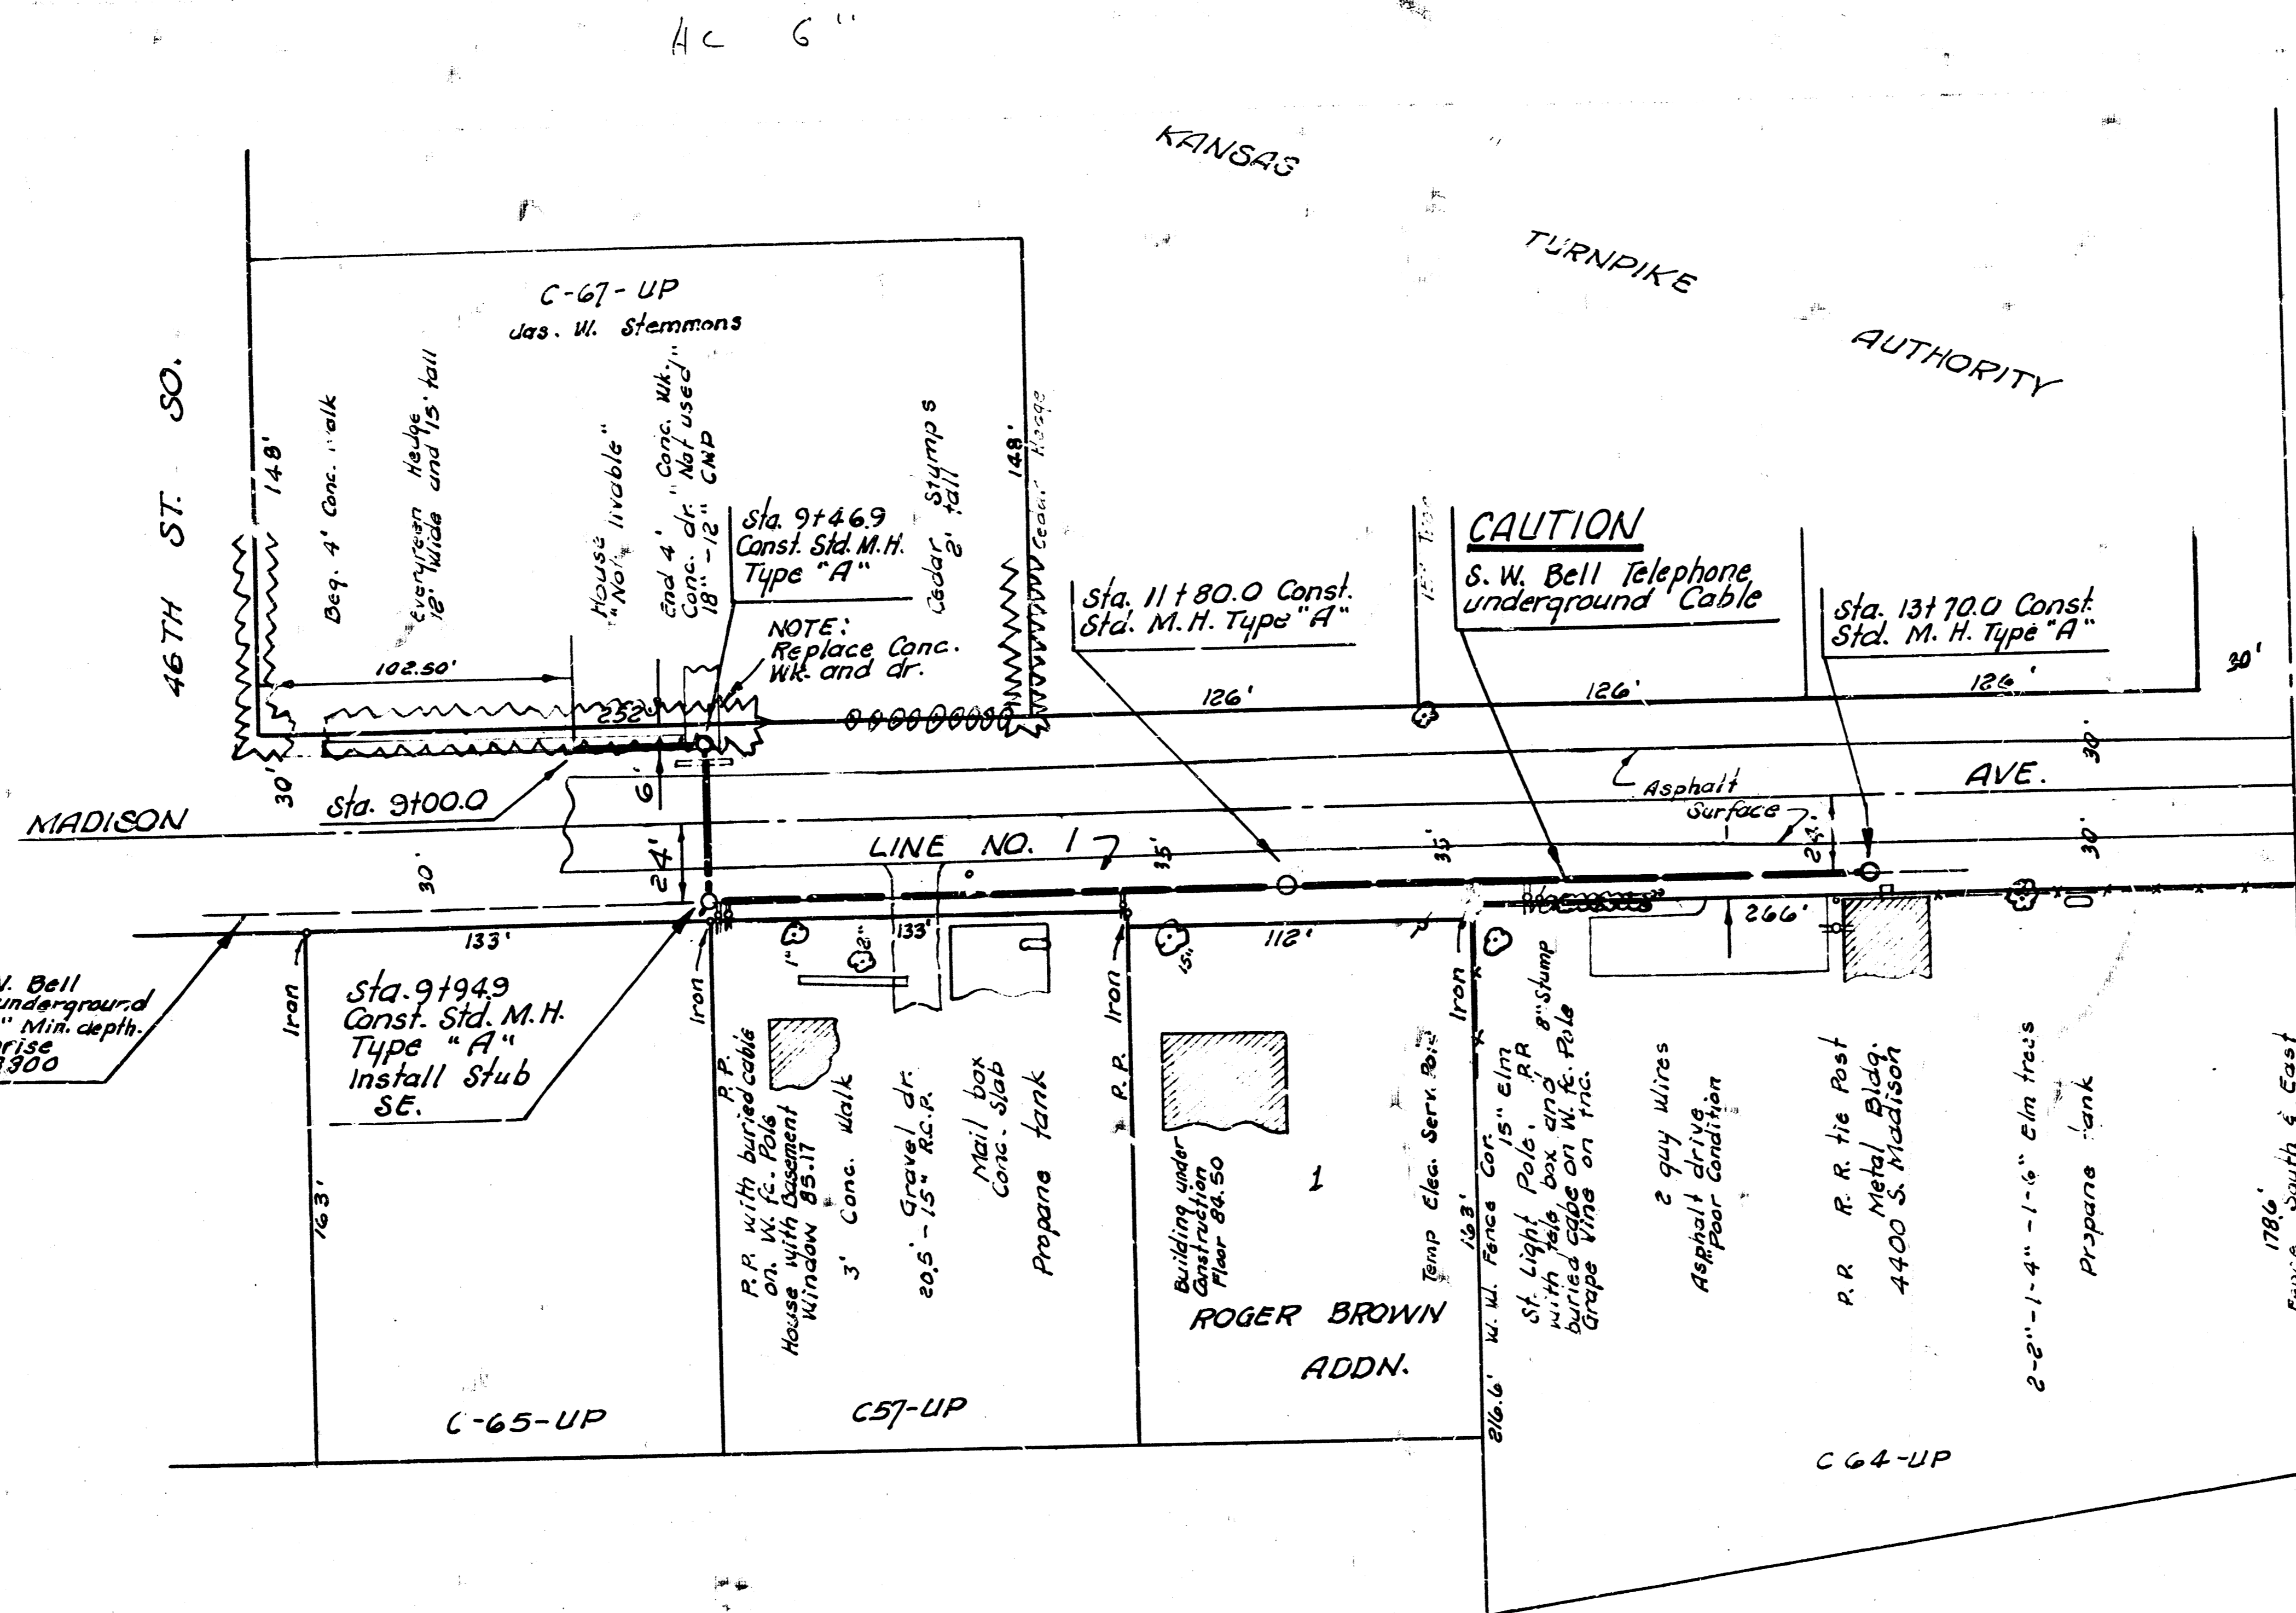 AC 6"
KANSAS
TURNPIKE
AUTHORITY
46TH ST. SO.
C-67-UP
Jas. W. Stemmons
148'
Beg. 4' Conc. walk
Evergreen Hedge
12' Wide and 15' tall
House
"Not livable"
End 4' Conc. Wk.
Conc. dr. "Not used"
18" - 12" CMP
Cedar Stumps
2' tall
148'
Cedar Hedge
Sta. 9+46.9
Const. Std. M.H.
Type "A"
NOTE:
Replace Conc.
Wk. and dr.
102.50'
252'
Sta. 11+80.0 Const.
Std. M.H. Type "A"
CAUTION
S. W. Bell Telephone
underground Cable
Sta. 13+70.0 Const.
Std. M. H. Type "A"
126'
126'
126'
30'
30'
6'
Sta. 9+00.0
MADISON
AVE.
Asphalt
Surface
30'
30'
24'
24'
30'
LINE NO. 1
35'
35'
133'
133'
112'
266'
1"
2"
15"
Bell
underground
" Min. depth.
Iron
Iron
Iron
Iron
Sta. 9+94.9
Const. Std. M.H.
Type "A"
Install Stub
SE.
163'
P.P.
P.P. with buried cable
on W. fc. Pole
House with Basement
Window 85.17
3' Conc. Walk
Gravel dr.
20.5' - 15" R.C.P.
Mail box
Conc. Slab
Propane tank
P.P.
Building under
Construction
Floor 84.50
1
ROGER BROWN
ADDN.
Temp Elec. Serv. Pole
163'
216.6'
W. W. Fence Cor.
15" Elm
8" Stump
St. Light Pole. P.P.
with tele box and
buried cabe on W. fc. Pole
Grape Vine on fnc.
2 guy wires
Asphalt drive
Poor Condition
P.P. R.R. tie Post
Metal Bldg.
4400 S. Madison
2-2"-1-4"-1-6" Elm trees
Propane tank
178.6'
Fence South & East
C-65-UP
C57-UP
C 64-UP